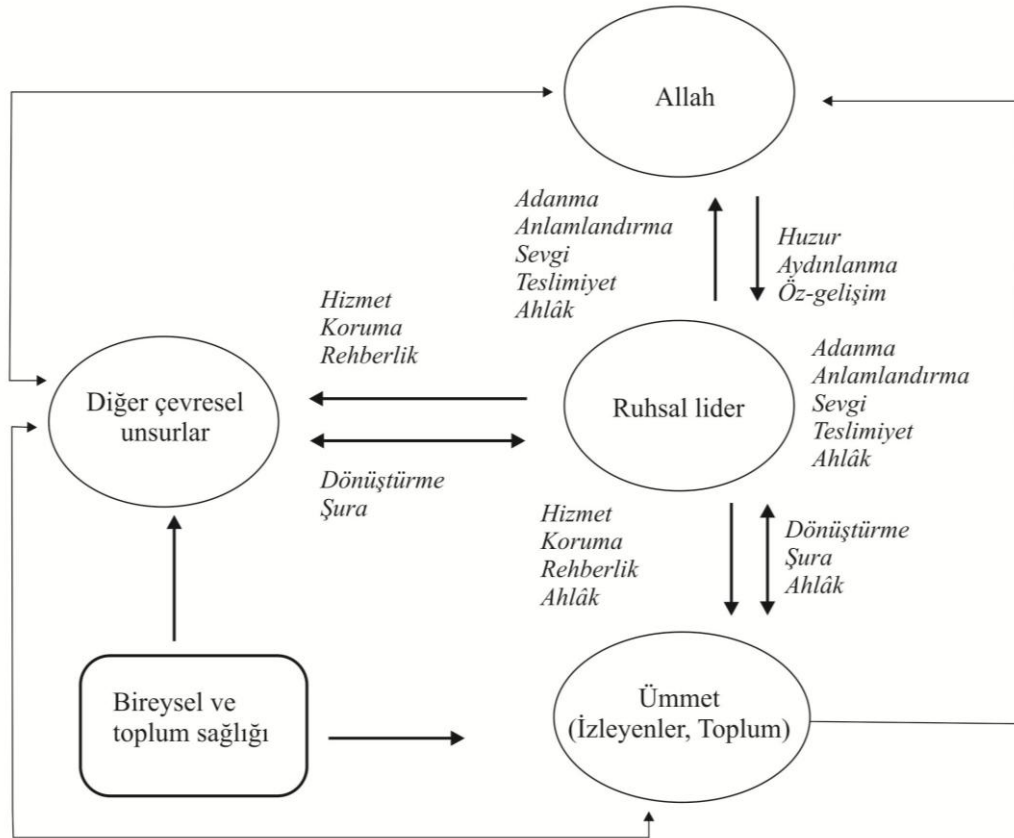 Allah
Adanma
Anlamlandırma
Sevgi
Teslimiyet
Ahlâk
Huzur
Aydınlanma
Öz-gelişim
Hizmet
Koruma
Rehberlik
Diğer çevresel
unsurlar
Ruhsal lider
Adanma
Anlamlandırma
Sevgi
Teslimiyet
Ahlâk
Dönüştürme
Şura
Hizmet
Koruma
Rehberlik
Ahlâk
Dönüştürme
Şura
Ahlâk
Bireysel ve
toplum sağlığı
Ümmet
(İzleyenler, Toplum)